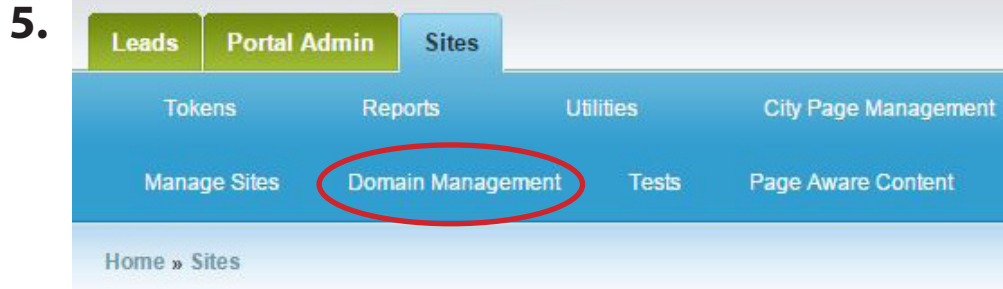 5.
Leads Portal Admin Sites
Tokens Reports Utilities City Page Management
Manage Sites Domain Management Tests Page Aware Content
Home » Sites